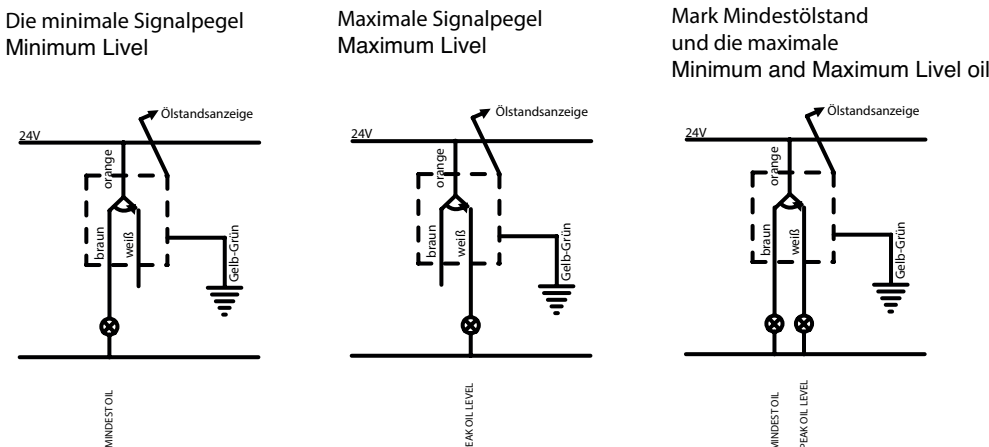 Die minimale Signalpegel
Minimum Livel
24V
Ölstandsanzeige
orange
braun
weiß
Gelb-Grün
MINDEST OIL
Maximale Signalpegel
Maximum Livel
24V
Ölstandsanzeige
orange
braun
weiß
Gelb-Grün
PEAK OIL LEVEL
Mark Mindestölstand
und die maximale
Minimum and Maximum Livel oil
24V
Ölstandsanzeige
orange
braun
weiß
Gelb-Grün
MINDEST OIL
PEAK OIL LEVEL